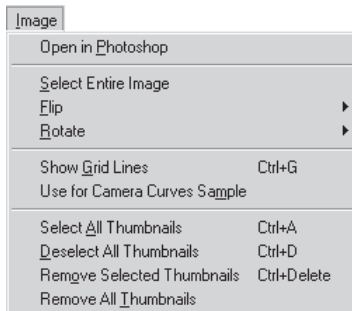 Image
Open in Photoshop
Select Entire Image
Flip
Rotate
Show Grid Lines Ctrl+G
Use for Camera Curves Sample
Select All Thumbnails Ctrl+A
Deselect All Thumbnails Ctrl+D
Remove Selected Thumbnails Ctrl+Delete
Remove All Thumbnails